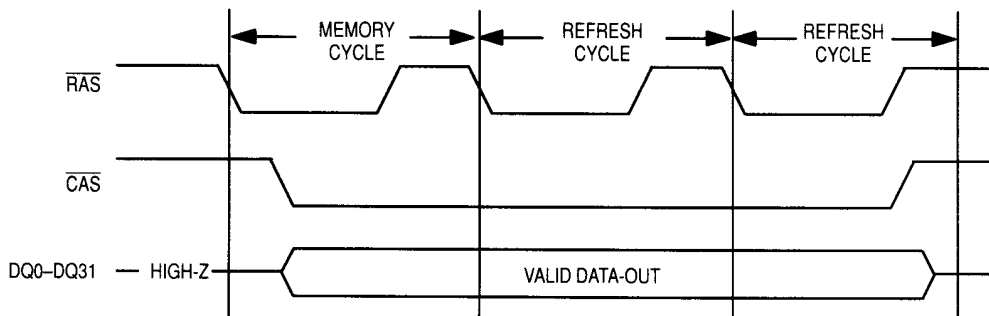 MEMORY CYCLE
REFRESH CYCLE
REFRESH CYCLE
RAS
CAS
DQ0–DQ31
HIGH-Z
VALID DATA-OUT